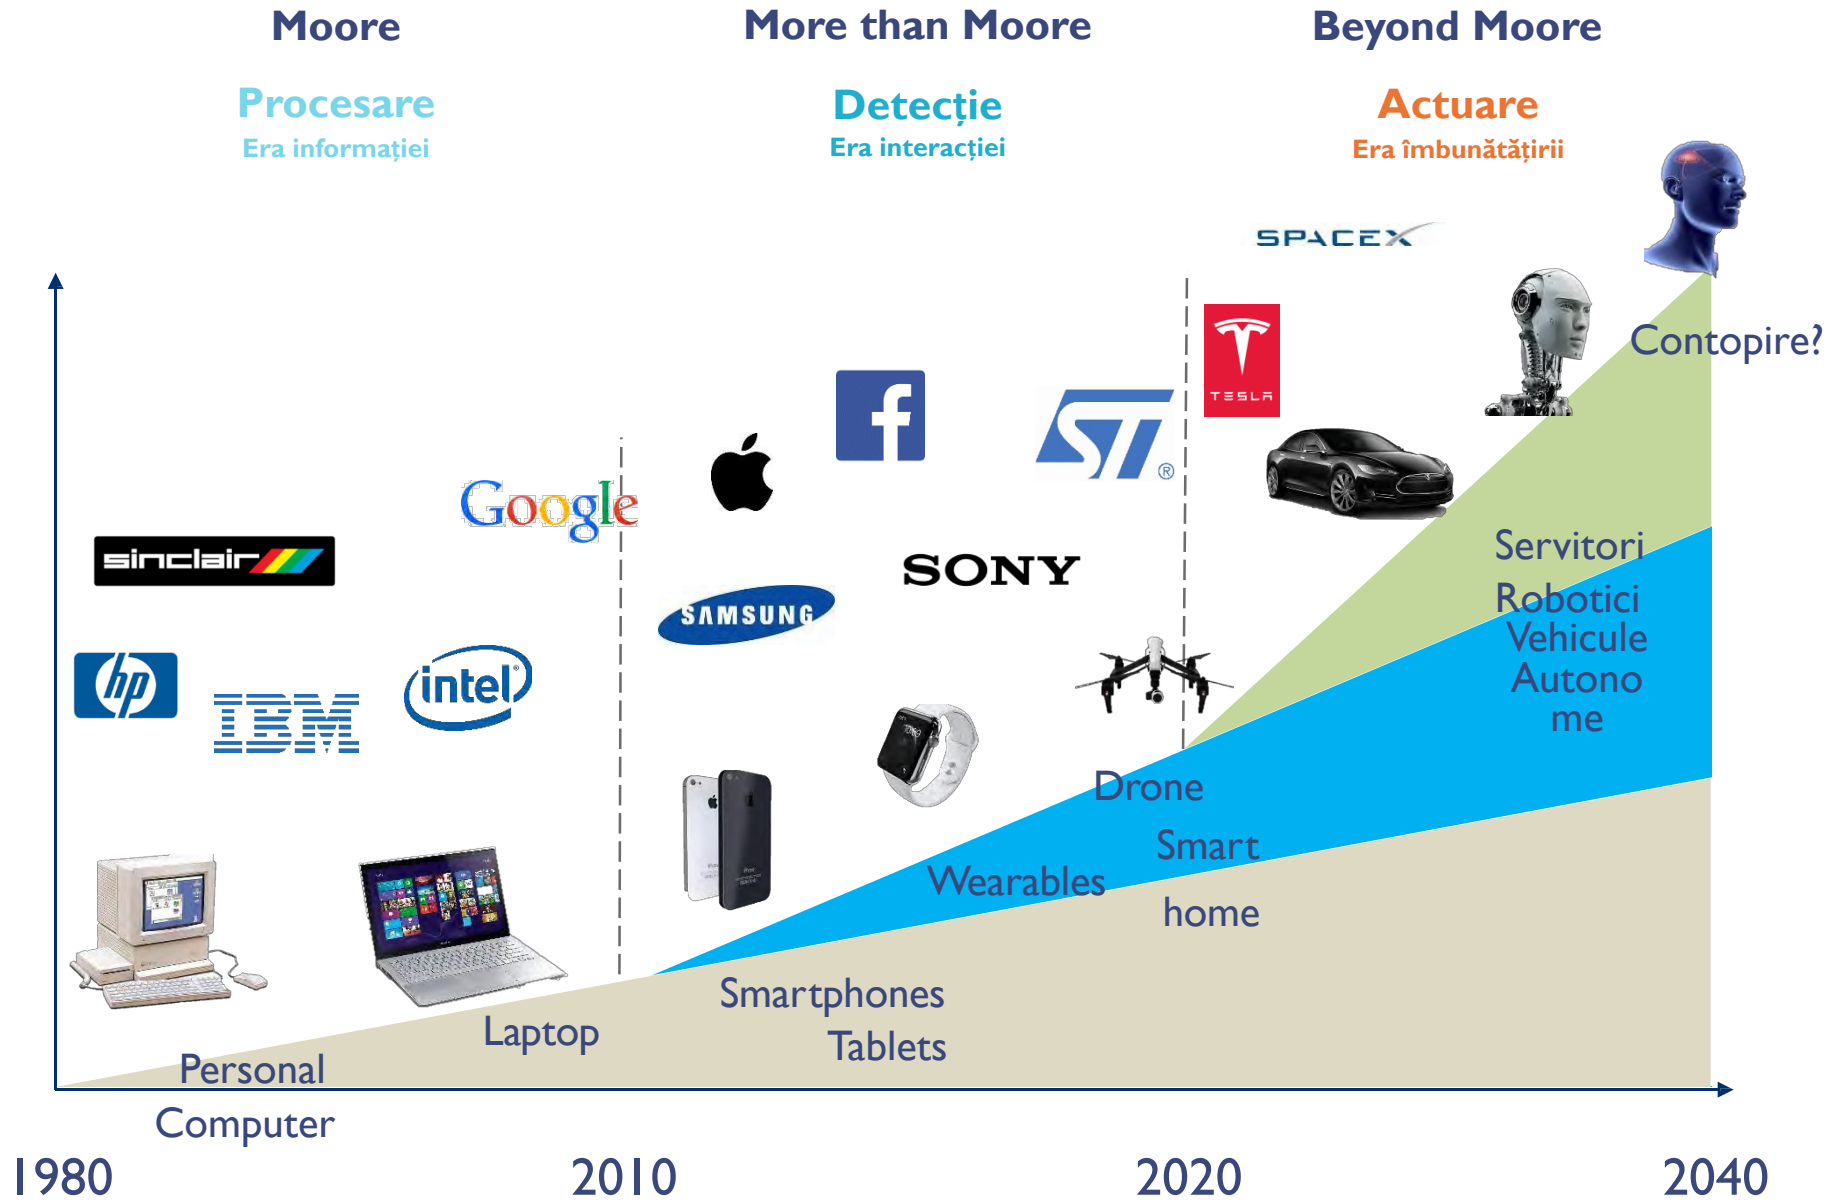 Moore
More than Moore
Beyond Moore
Procesare
Detecție
Actuare
Era informației
Era interacției
Era îmbunătățirii
SPACEX
TESLA
Contopire?
f
ST®
Google
sinclair
SONY
SAMSUNG
Servitori
Robotici
Vehicule
Autono
me
hp
IBM
intel®
Drone
Smart
home
Wearables
Smartphones
Tablets
Laptop
Personal
Computer
1980
2010
2020
2040